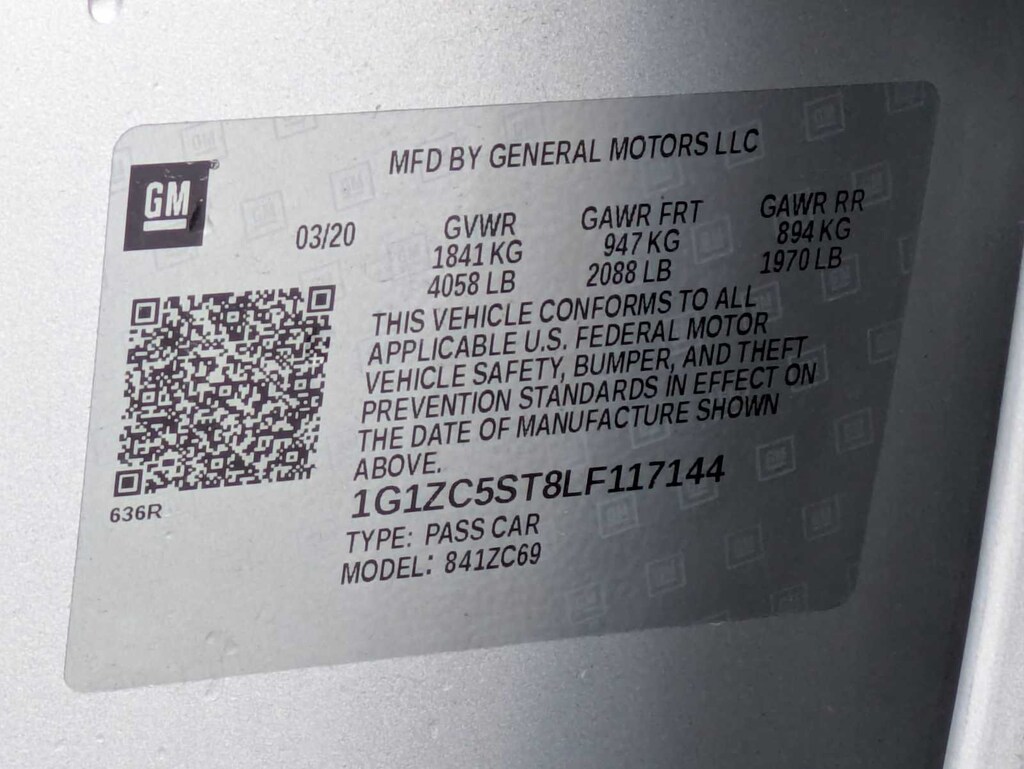 MFD BY GENERAL MOTORS LLC
GM
03/20
GVWR
1841 KG
4058 LB
GAWR FRT
947 KG
2088 LB
GAWR RR
894 KG
1970 LB
THIS VEHICLE CONFORMS TO ALL
APPLICABLE U.S. FEDERAL MOTOR
VEHICLE SAFETY, BUMPER, AND THEFT
PREVENTION STANDARDS IN EFFECT ON
THE DATE OF MANUFACTURE SHOWN
ABOVE.
636R
1G1ZC5ST8LF117144
TYPE: PASS CAR
MODEL: 841ZC69